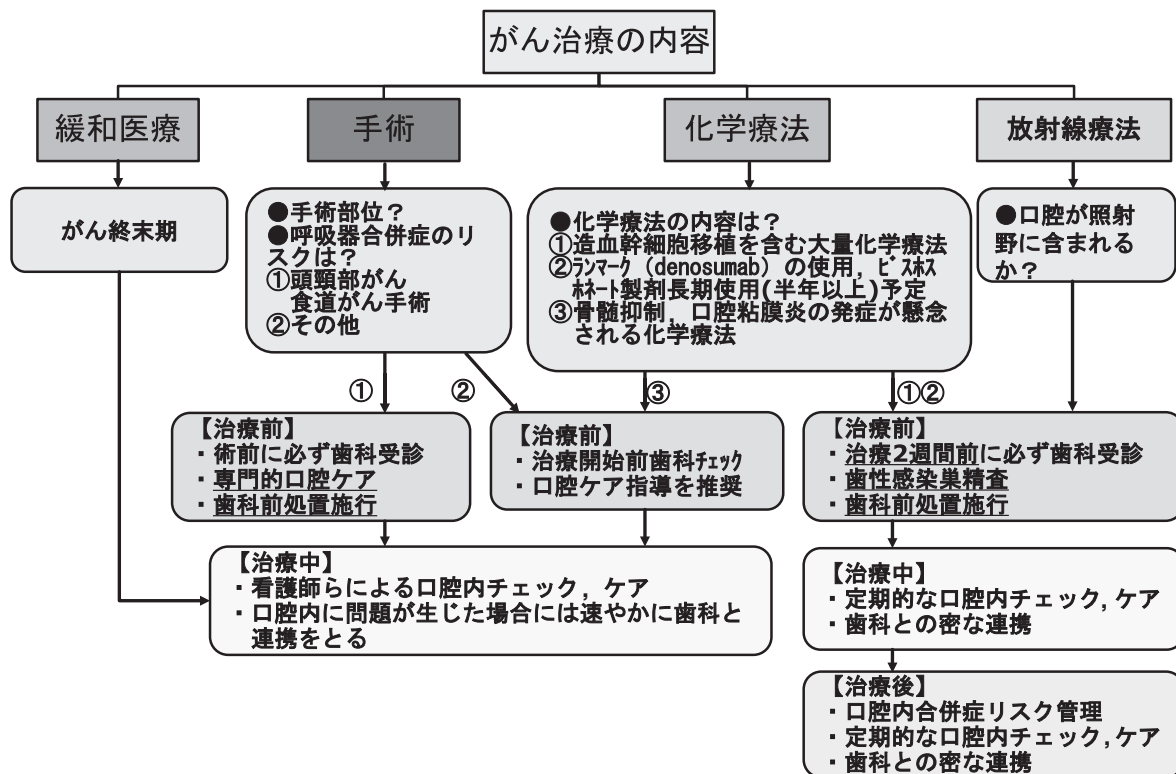 がん治療の内容
緩和医療
手術
化学療法
放射線療法
がん終末期
●手術部位？
●呼吸器合併症のリ
スクは？
①頭頸部がん
食道がん手術
②その他
●化学療法の内容は？
①造血幹細胞移植を含む大量化学療法
②ﾗﾝﾏｰｸ（denosumab）の使用，ﾋﾞｽﾎｽ
ﾎﾈｰﾄ製剤長期使用(半年以上)予定
③骨髄抑制，口腔粘膜炎の発症が懸念
される化学療法
●口腔が照射
野に含まれる
か？
①
②
③
①②
【治療前】
・術前に必ず歯科受診
・専門的口腔ケア
・歯科前処置施行
【治療前】
・治療開始前歯科ﾁｪｯｸ
・口腔ケア指導を推奨
【治療前】
・治療2週間前に必ず歯科受診
・歯性感染巣精査
・歯科前処置施行
【治療中】
・看護師らによる口腔内チェック，ケア
・口腔内に問題が生じた場合には速やかに歯科と
連携をとる
【治療中】
・定期的な口腔内チェック,ケア
・歯科との密な連携
【治療後】
・口腔内合併症リスク管理
・定期的な口腔内チェック,ケア
・歯科との密な連携